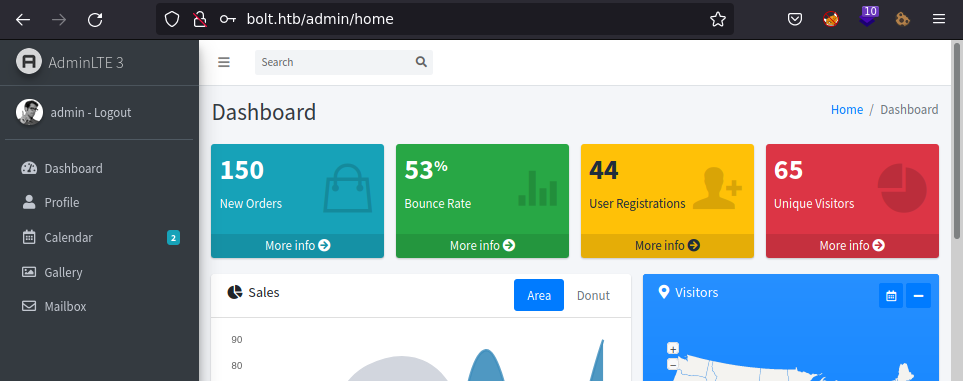 bolt.htb/admin/home
10
AdminLTE 3
Search
admin - Logout
Dashboard
Home / Dashboard
Dashboard
Profile
Calendar 2
Gallery
Mailbox
150
New Orders
More info
53%
Bounce Rate
More info
44
User Registrations
More info
65
Unique Visitors
More info
Sales
Area
Donut
90
80
Visitors
+
−